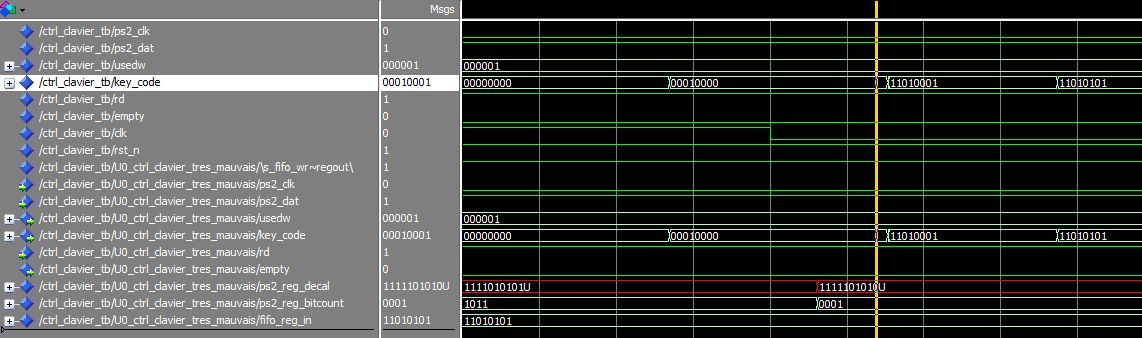 Msgs
/ctrl_clavier_tb/ps2_clk 0
/ctrl_clavier_tb/ps2_dat 1
/ctrl_clavier_tb/usedw 000001 000001
/ctrl_clavier_tb/key_code 00010001 00000000 00010000 11010001 11010101
/ctrl_clavier_tb/rd 1
/ctrl_clavier_tb/empty 0
/ctrl_clavier_tb/clk 0
/ctrl_clavier_tb/rst_n 1
/ctrl_clavier_tb/U0_ctrl_clavier_tres_mauvais/\s_fifo_wr~regout\ 1
/ctrl_clavier_tb/U0_ctrl_clavier_tres_mauvais/ps2_clk 0
/ctrl_clavier_tb/U0_ctrl_clavier_tres_mauvais/ps2_dat 1
/ctrl_clavier_tb/U0_ctrl_clavier_tres_mauvais/usedw 000001 000001
/ctrl_clavier_tb/U0_ctrl_clavier_tres_mauvais/key_code 00010001 00000000 00010000 11010001 11010101
/ctrl_clavier_tb/U0_ctrl_clavier_tres_mauvais/rd 1
/ctrl_clavier_tb/U0_ctrl_clavier_tres_mauvais/empty 0
/ctrl_clavier_tb/U0_ctrl_clavier_tres_mauvais/ps2_reg_decal 1111101010U 1111010101U 1111101010U
/ctrl_clavier_tb/U0_ctrl_clavier_tres_mauvais/ps2_reg_bitcount 0001 1011 0001
/ctrl_clavier_tb/U0_ctrl_clavier_tres_mauvais/fifo_reg_in 11010101 11010101